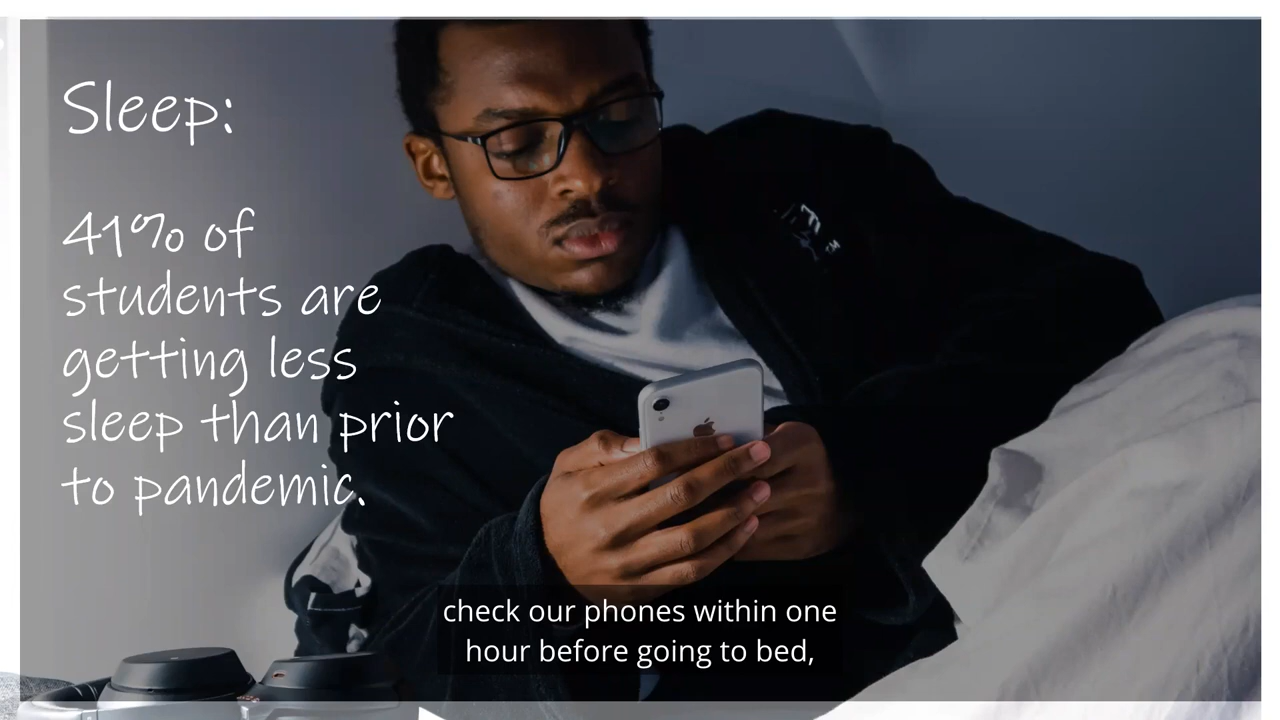 Sleep:
41% of
students are
getting less
sleep than prior
to pandemic.
check our phones within one
hour before going to bed,